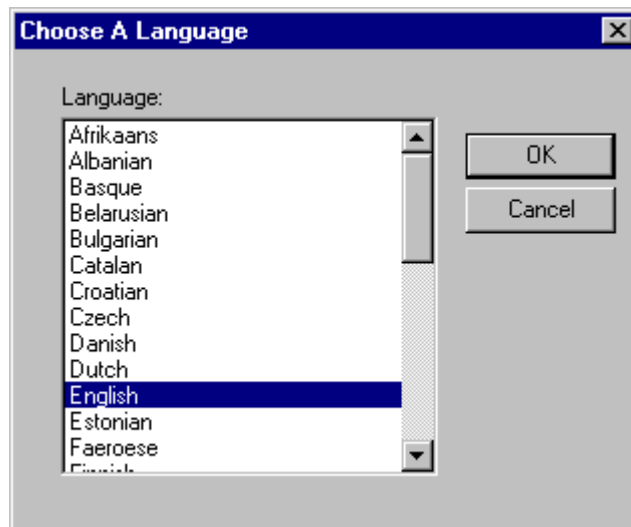 Choose A Language
Language:
Afrikaans
Albanian
Basque
Belarusian
Bulgarian
Catalan
Croatian
Czech
Danish
Dutch
English
Estonian
Faeroese
OK
Cancel